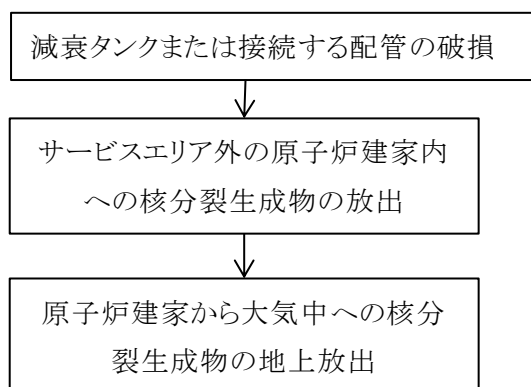 減衰タンクまたは接続する配管の破損
サービスエリア外の原子炉建家内
への核分裂生成物の放出
原子炉建家から大気中への核分
裂生成物の地上放出